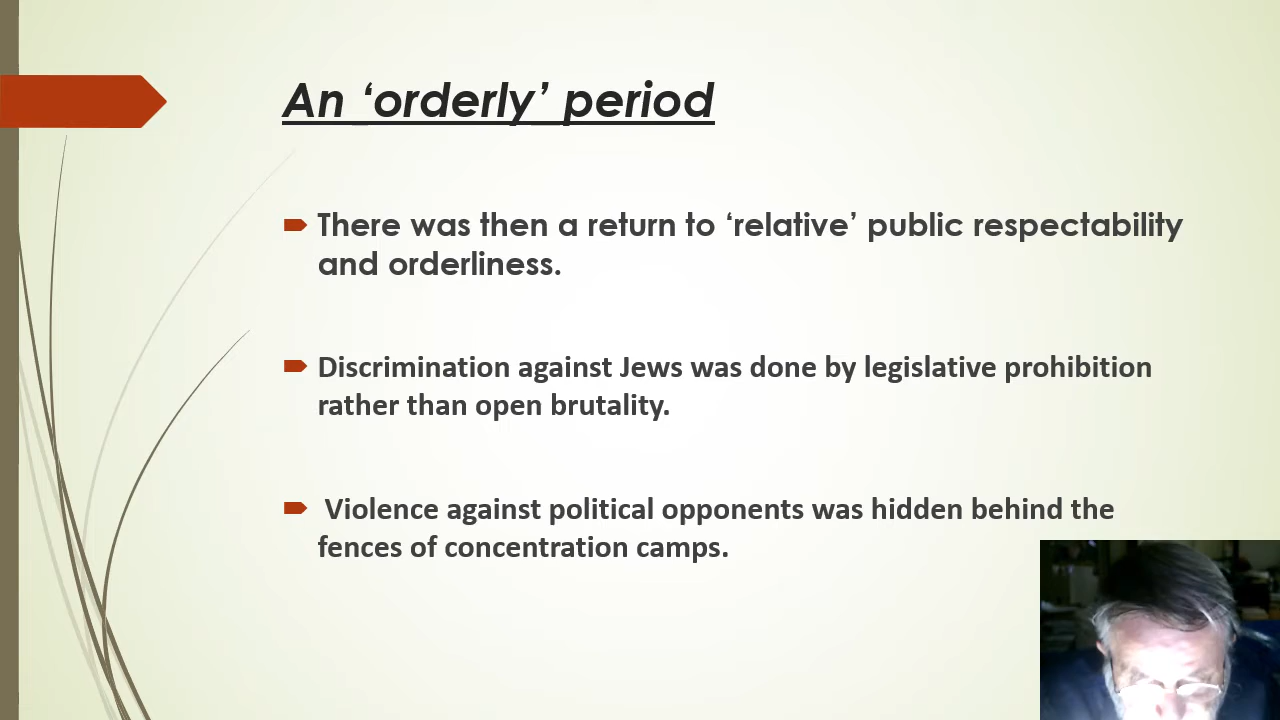 An ‘orderly’ period
There was then a return to ‘relative’ public respectability
and orderliness.
Discrimination against Jews was done by legislative prohibition
rather than open brutality.
Violence against political opponents was hidden behind the
fences of concentration camps.